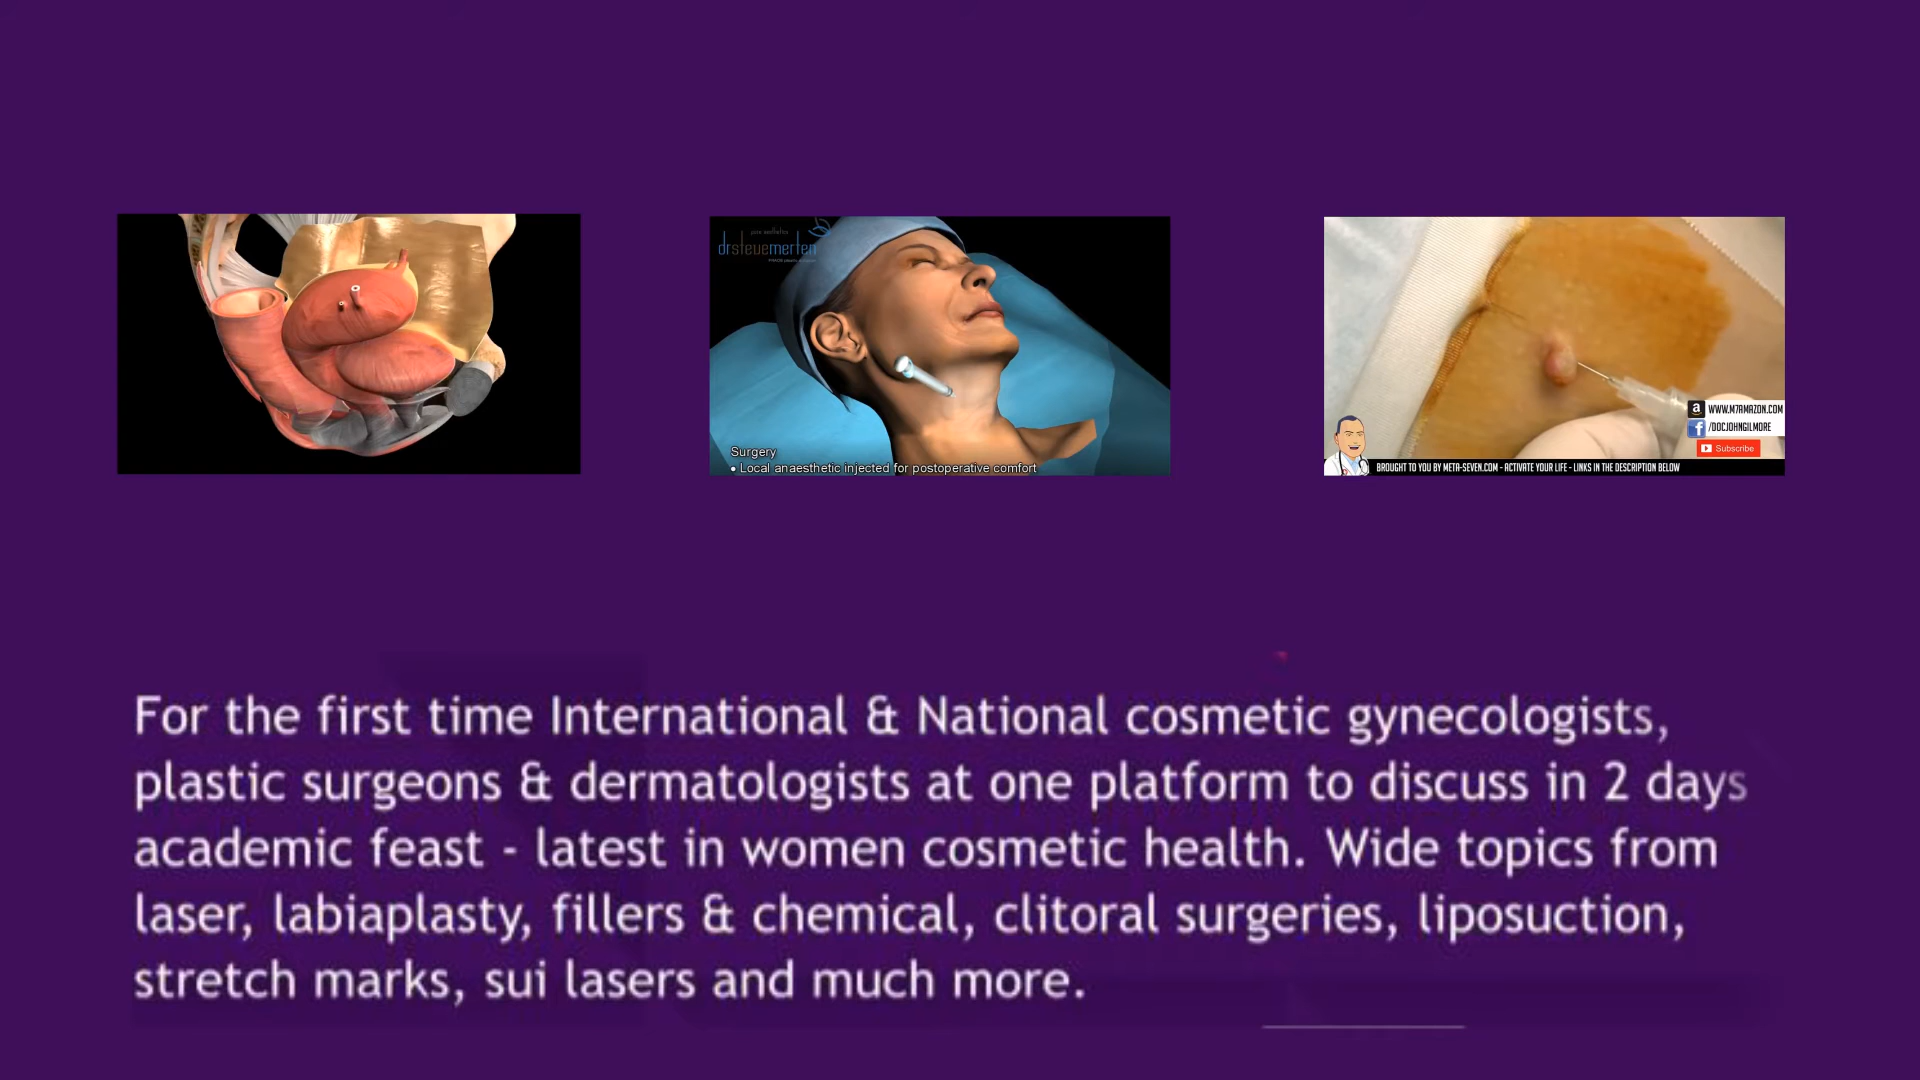 drstevemerten
Surgery
• Local anaesthetic injected for postoperative comfort
a WWW.M7AMAZON.COM
f /DOCJOHNGILMORE
Subscribe
BROUGHT TO YOU BY META-SEVEN.COM - ACTIVATE YOUR LIFE - LINKS IN THE DESCRIPTION BELOW
For the first time International & National cosmetic gynecologists,
plastic surgeons & dermatologists at one platform to discuss in 2 days
academic feast - latest in women cosmetic health. Wide topics from
laser, labiaplasty, fillers & chemical, clitoral surgeries, liposuction,
stretch marks, sui lasers and much more.